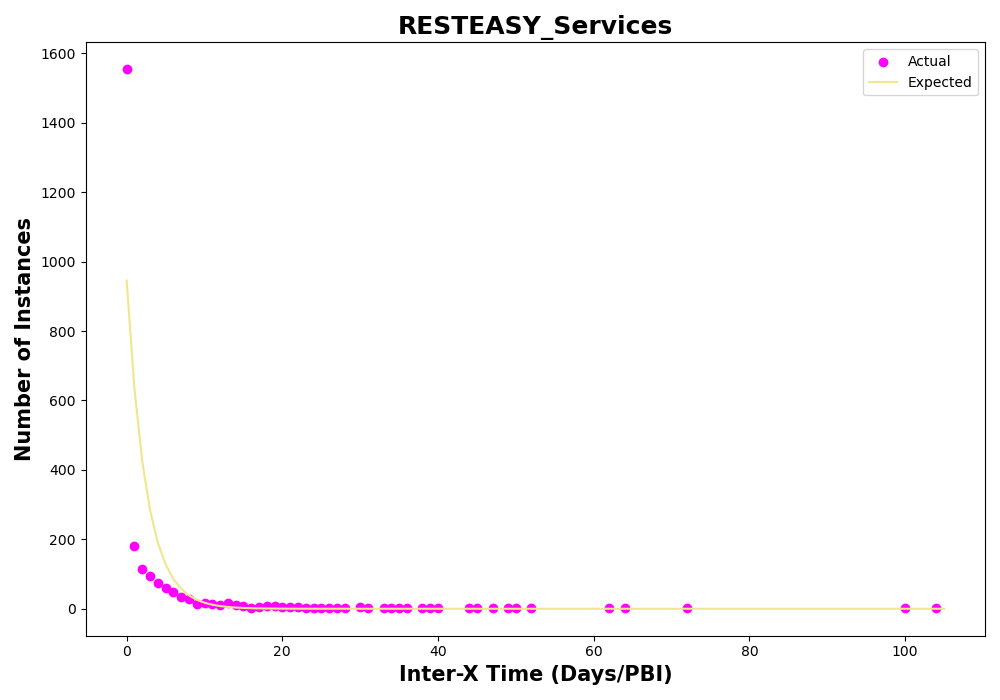 RESTEASY_Services
Actual
Expected
Number of Instances
1600
1400
1200
1000
800
600
400
200
0
0 20 40 60 80 100
Inter-X Time (Days/PBI)